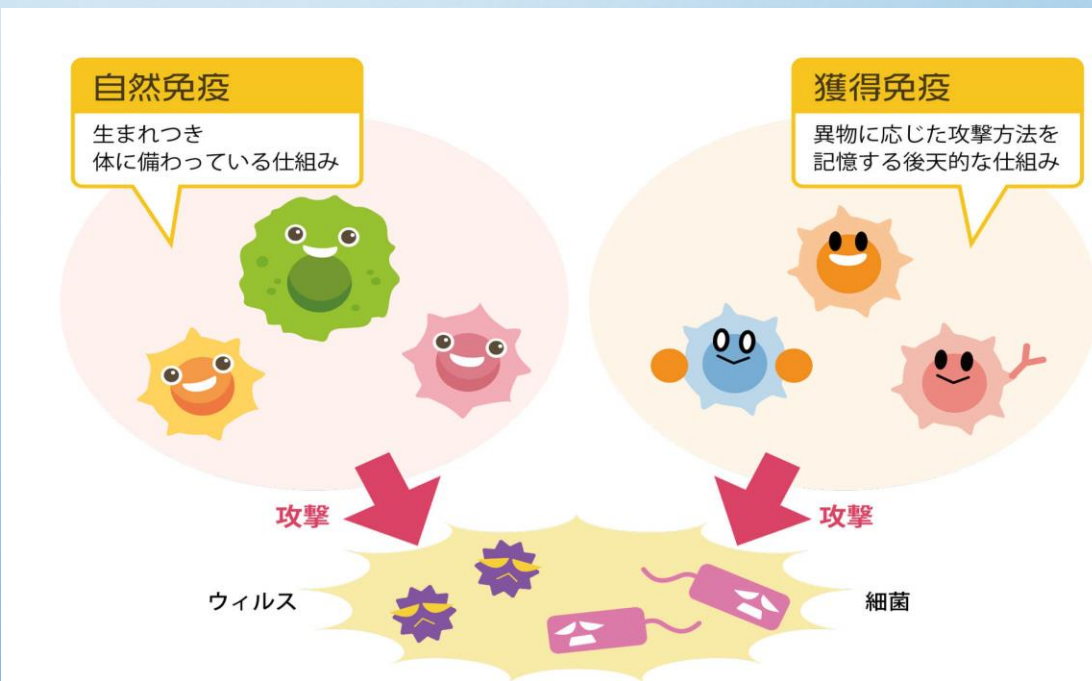 自然免疫
生まれつき
体に備わっている仕組み
獲得免疫
異物に応じた攻撃方法を
記憶する後天的な仕組み
攻撃
攻撃
ウィルス
細菌